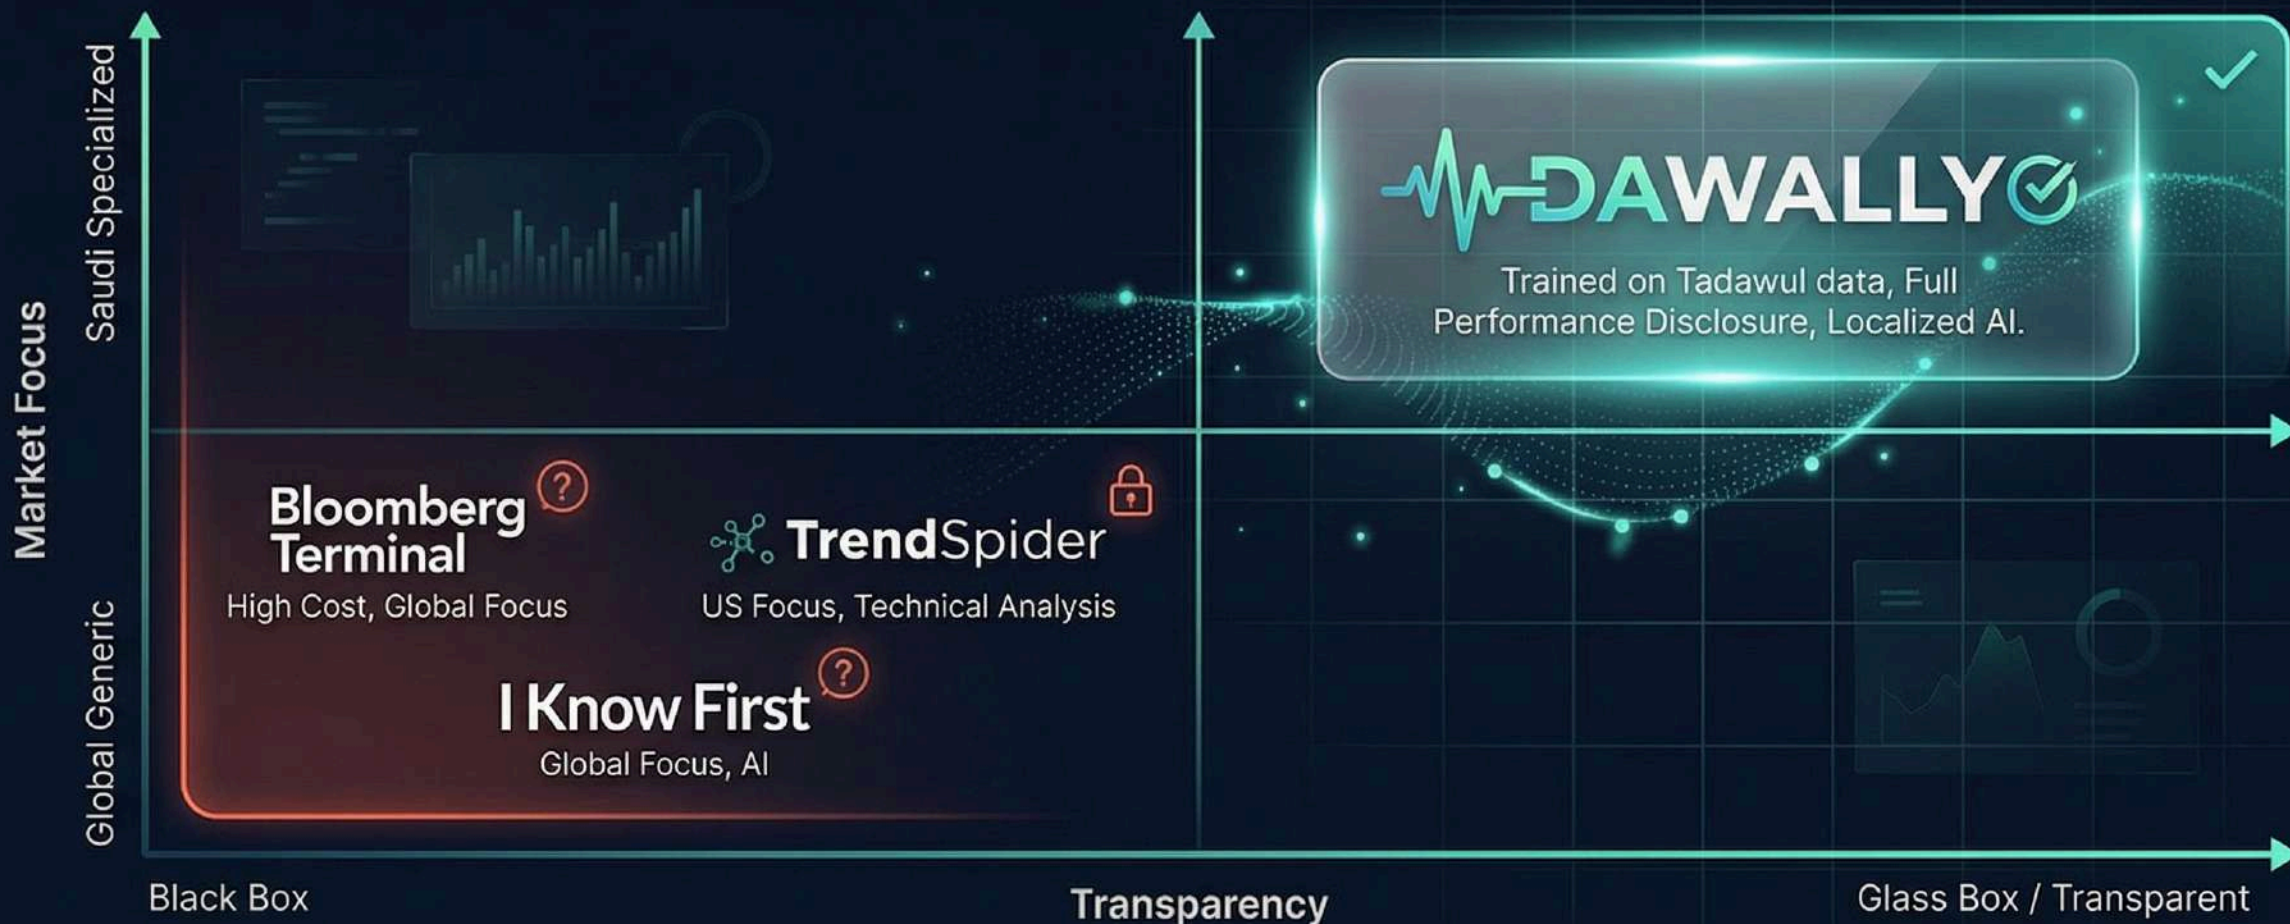 Market Focus
Saudi Specialized
Global Generic
DAWALLY
Trained on Tadawul data, Full
Performance Disclosure, Localized AI.
Bloomberg
Terminal
?
High Cost, Global Focus
TrendSpider
US Focus, Technical Analysis
I Know First
?
Global Focus, AI
Black Box
Transparency
Glass Box / Transparent